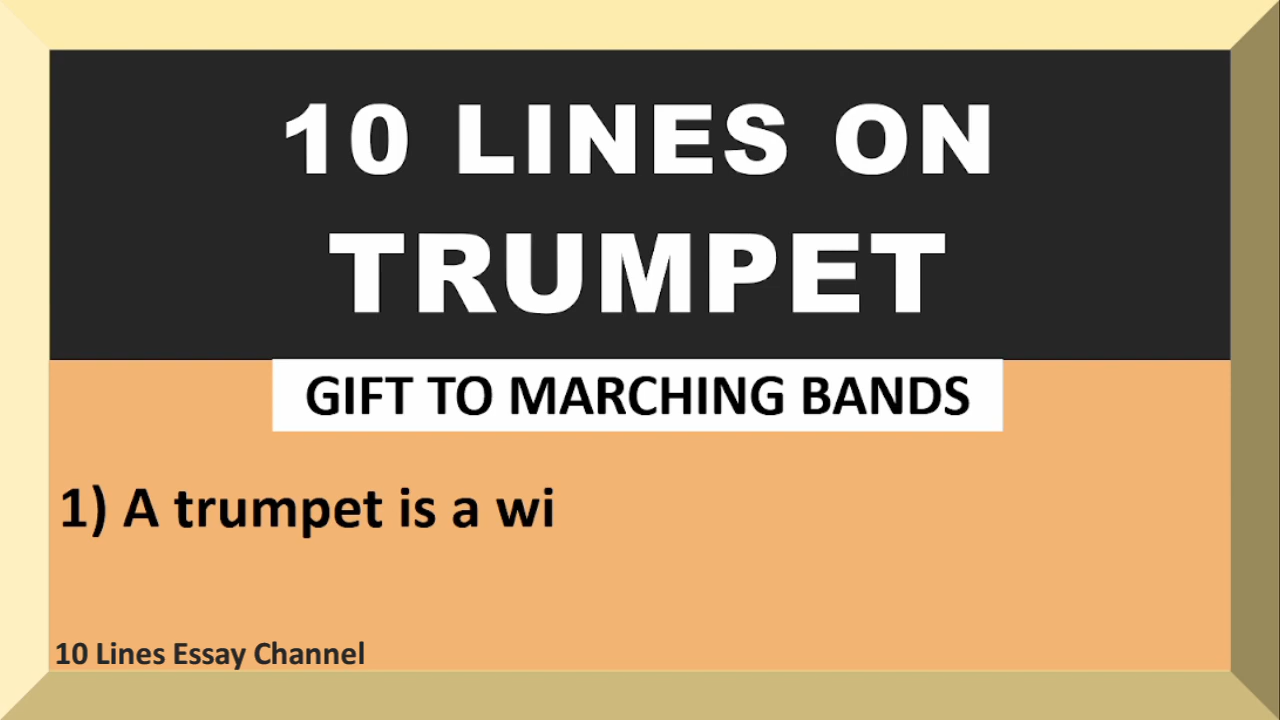 10 LINES ON
TRUMPET
GIFT TO MARCHING BANDS
1) A trumpet is a wi
10 Lines Essay Channel